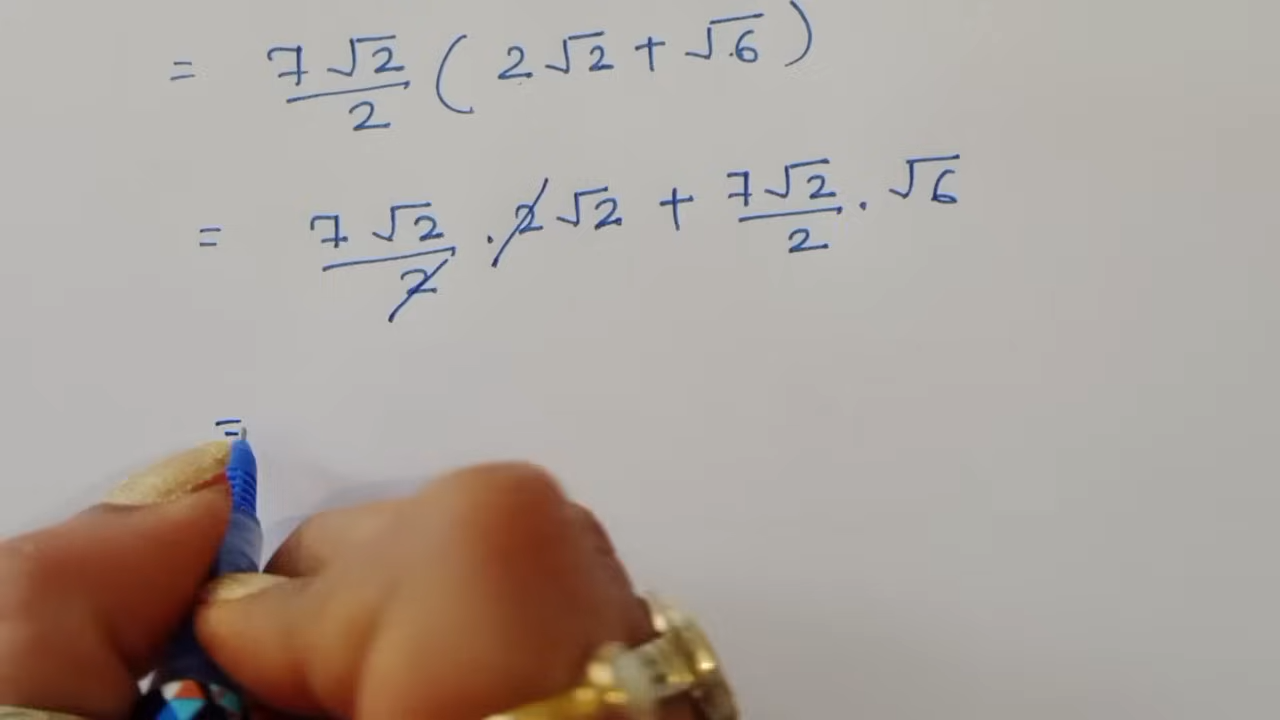 = 7√2/2 ( 2√2 + √6 )
= 7√2/2 . 2√2 + 7√2/2 . √6
=